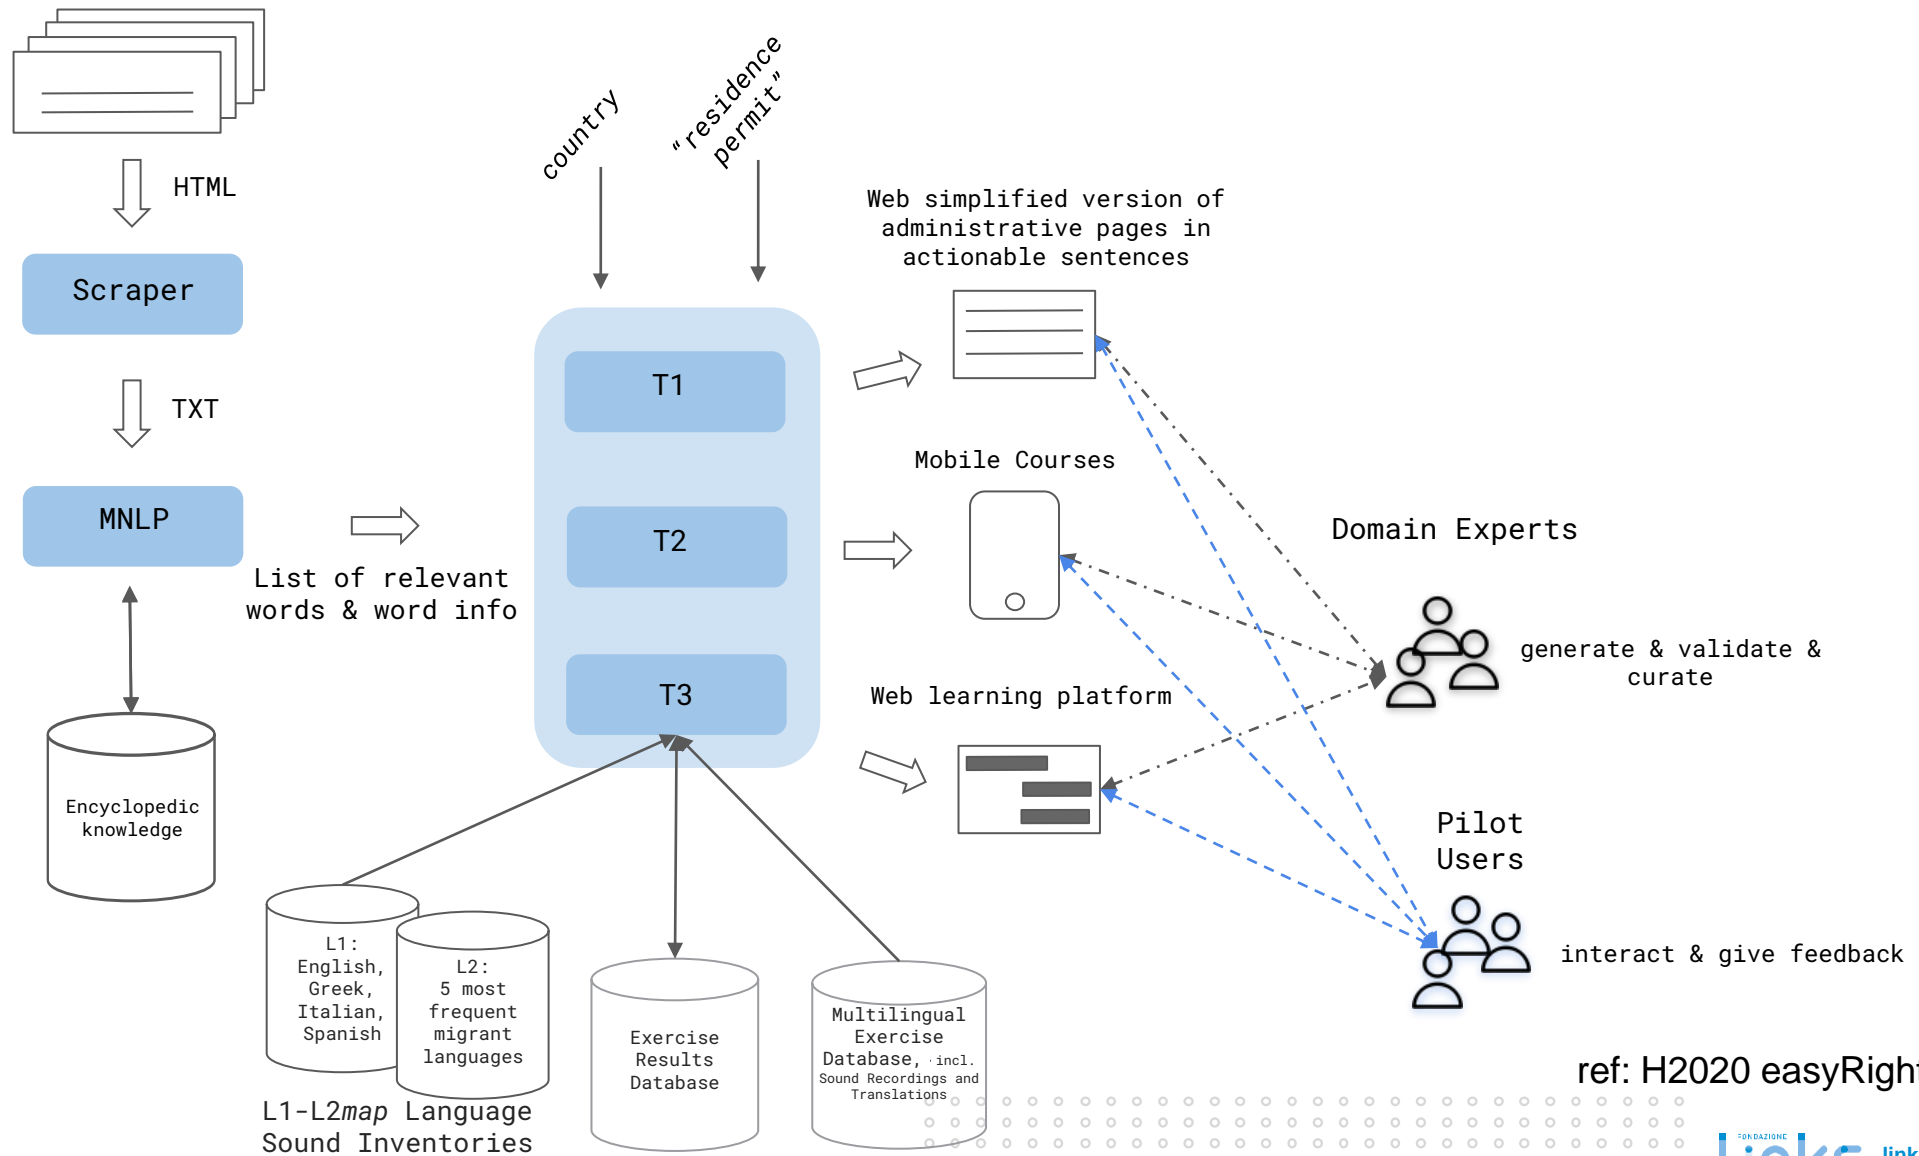 HTML
Scraper
TXT
MNLP
List of relevant
words & word info
Encyclopedic
knowledge
country
"residence
permit"
T1
T2
T3
Web simplified version of
administrative pages in
actionable sentences
Mobile Courses
Web learning platform
Domain Experts
generate & validate &
curate
Pilot
Users
interact & give feedback
L1:
English,
Greek,
Italian,
Spanish
L2:
5 most
frequent
migrant
languages
L1-L2map Language
Sound Inventories
Exercise
Results
Database
Multilingual
Exercise
Database, incl.
Sound Recordings and
Translations
ref: H2020 easyRight
FONDAZIONE
link